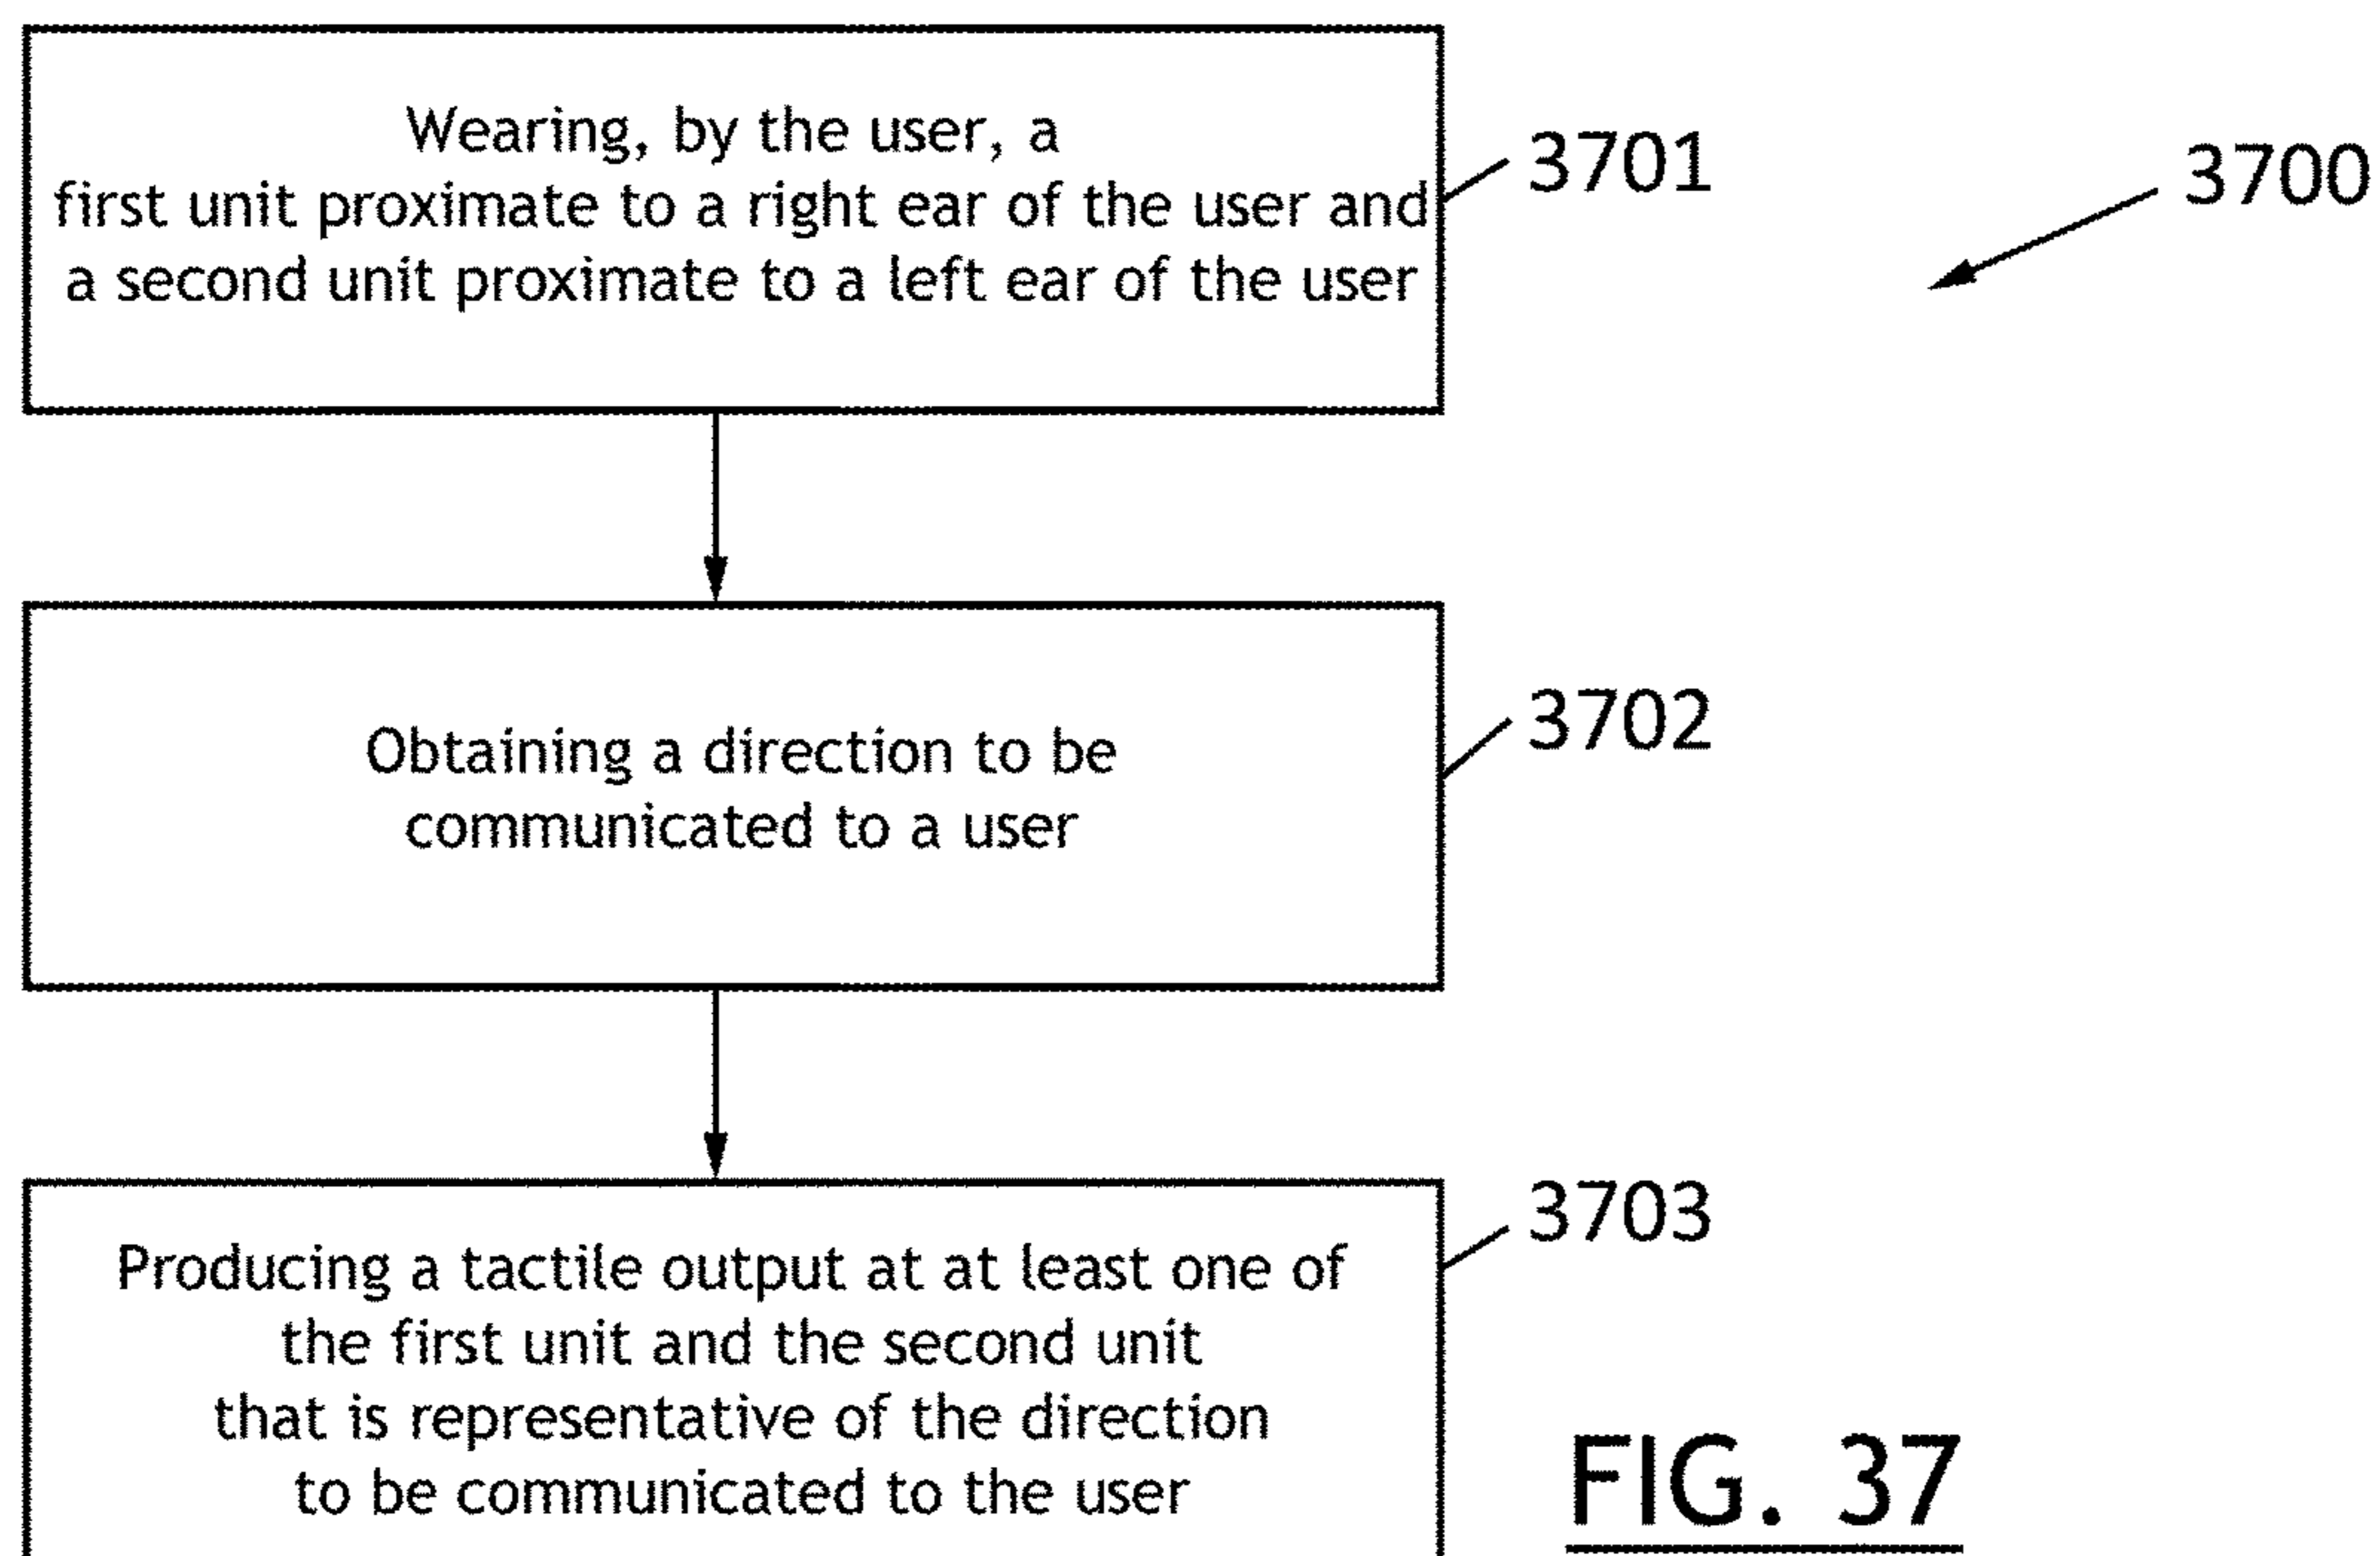 Wearing, by the user, a
first unit proximate to a right ear of the user and
a second unit proximate to a left ear of the user
3701
3700
Obtaining a direction to be
communicated to a user
3702
Producing a tactile output at at least one of
the first unit and the second unit
that is representative of the direction
to be communicated to the user
3703
FIG. 37